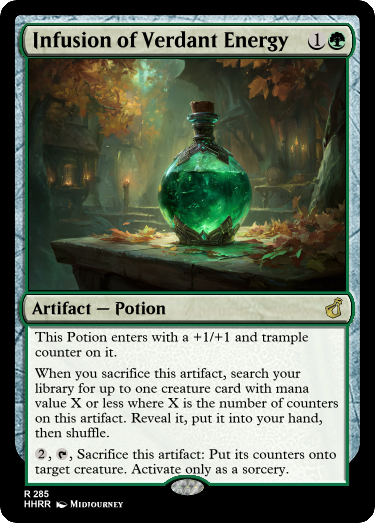 Infusion of Verdant Energy 1
Artifact — Potion
This Potion enters with a +1/+1 and trample
counter on it.
When you sacrifice this artifact, search your
library for up to one creature card with mana
value X or less where X is the number of counters
on this artifact. Reveal it, put it into your hand,
then shuffle.
2, , Sacrifice this artifact: Put its counters onto
target creature. Activate only as a sorcery.
R 285
HHRR Midjourney